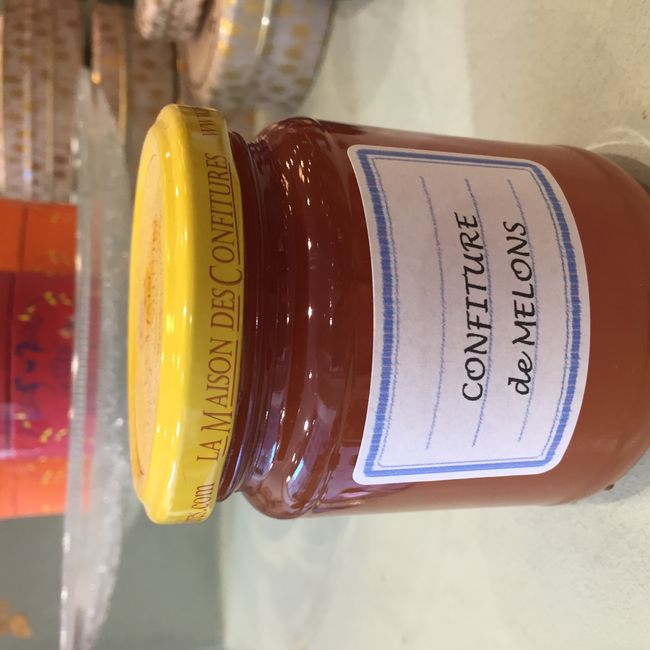 LA MAISON DES CONFITURES
CONFITURE
de MELONS